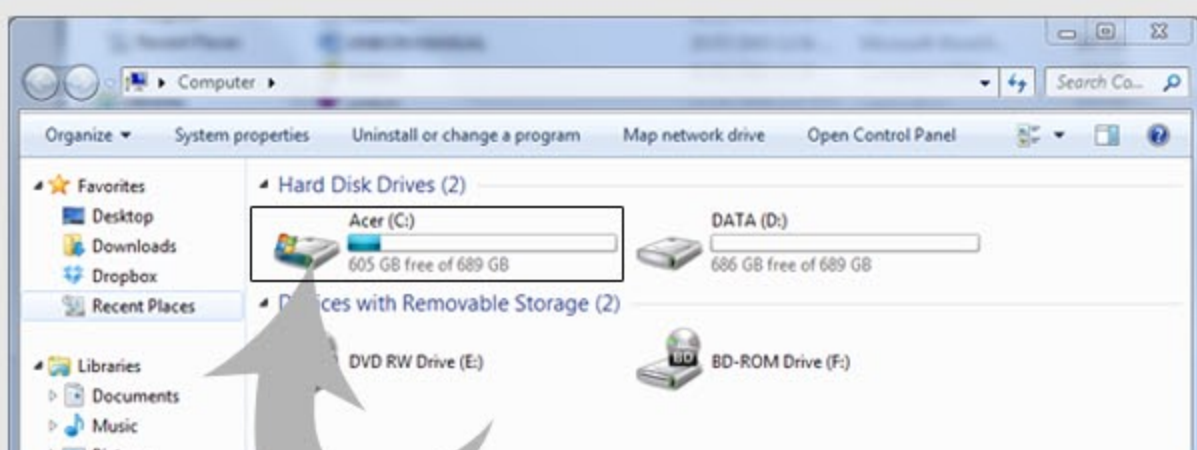 Computer
Search Co...
Organize System properties Uninstall or change a program Map network drive Open Control Panel
Favorites
Desktop
Downloads
Dropbox
Recent Places
Libraries
Documents
Music
Hard Disk Drives (2)
Acer (C:)
605 GB free of 689 GB
DATA (D:)
686 GB free of 689 GB
with Removable Storage (2)
DVD RW Drive (E:)
BD
BD-ROM Drive (F:)